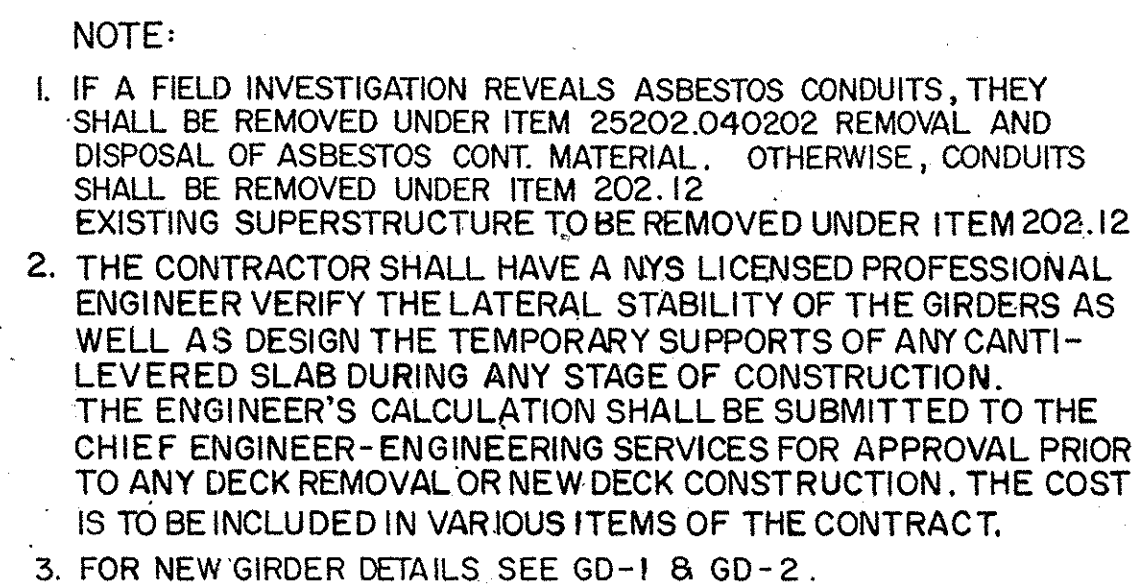 NOTE:
1. IF A FIELD INVESTIGATION REVEALS ASBESTOS CONDUITS, THEY
SHALL BE REMOVED UNDER ITEM 25202.040202 REMOVAL AND
DISPOSAL OF ASBESTOS CONT. MATERIAL. OTHERWISE, CONDUITS
SHALL BE REMOVED UNDER ITEM 202.12
EXISTING SUPERSTRUCTURE TO BE REMOVED UNDER ITEM 202.12
2. THE CONTRACTOR SHALL HAVE A NYS LICENSED PROFESSIONAL
ENGINEER VERIFY THE LATERAL STABILITY OF THE GIRDERS AS
WELL AS DESIGN THE TEMPORARY SUPPORTS OF ANY CANTI-
LEVERED SLAB DURING ANY STAGE OF CONSTRUCTION.
THE ENGINEER'S CALCULATION SHALL BE SUBMITTED TO THE
CHIEF ENGINEER-ENGINEERING SERVICES FOR APPROVAL PRIOR
TO ANY DECK REMOVAL OR NEW DECK CONSTRUCTION. THE COST
IS TO BE INCLUDED IN VARIOUS ITEMS OF THE CONTRACT.
3. FOR NEW GIRDER DETAILS SEE GD-1 & GD-2.